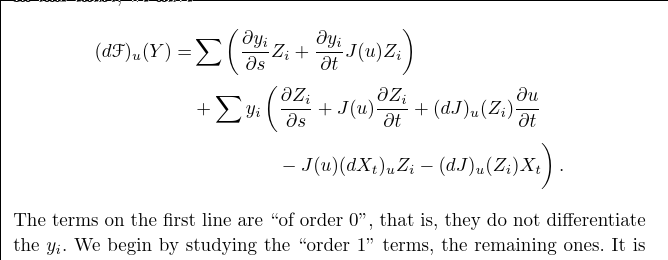 (d𝓕)_u(Y) = ∑ ( ∂y_i/∂s Z_i + ∂y_i/∂t J(u)Z_i )
+ ∑ y_i ( ∂Z_i/∂s + J(u) ∂Z_i/∂t + (dJ)_u(Z_i) ∂u/∂t
− J(u)(dX_t)_u Z_i − (dJ)_u(Z_i)X_t ) .
The terms on the first line are “of order 0”, that is, they do not differentiate
the y_i. We begin by studying the “order 1” terms, the remaining ones. It is